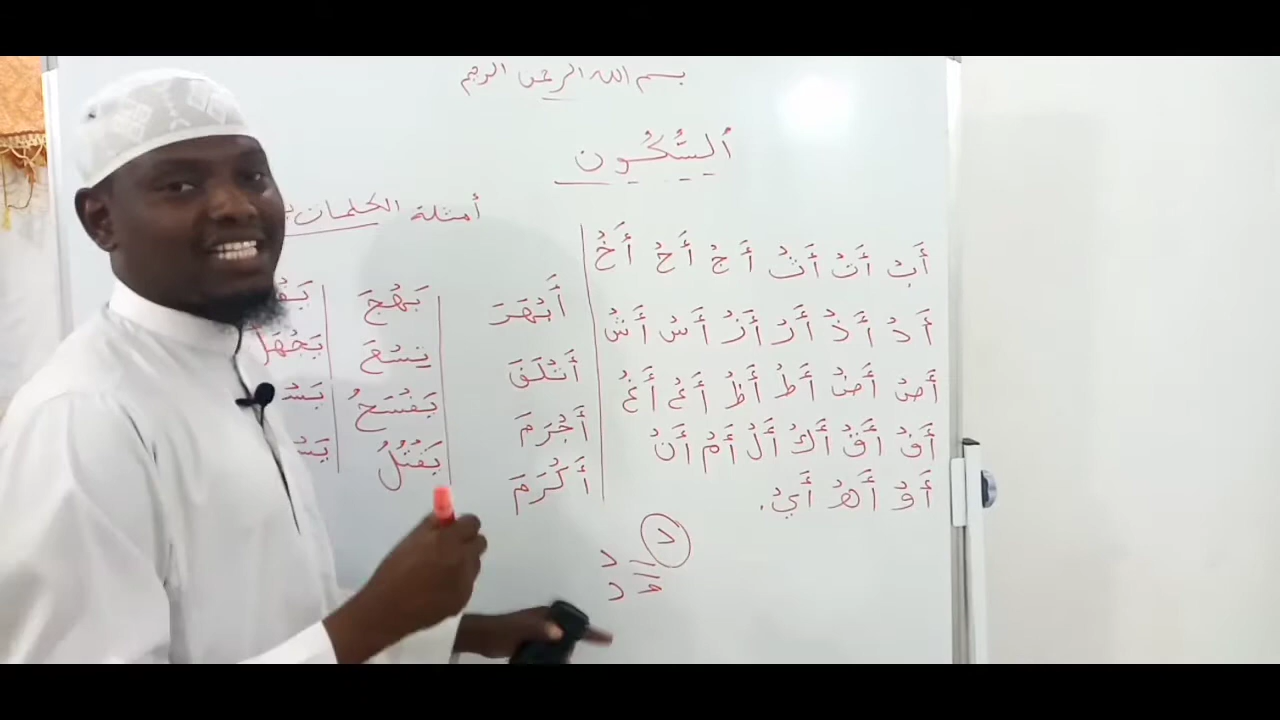 بسم الله الرحمن الرحيم
اُلسُّكُون
أَبْ أَتْ أَثْ أَجْ أَحْ أَخْ
أَدْ أَذْ أَرْ أَزْ أَسْ أَشْ
أَصْ أَضْ أَطْ أَظْ أَعْ أَغْ
أَفْ أَقْ أَكْ أَلْ أَمْ أَنْ
أَوْ أَهْ أَيْ.
أمثلة الكلمات
أَبْهَرَ
أَتْلَفَ
أَجْرَمَ
أَكْرَمَ
بَهْجَ
يَفْسَحُ
يَقْتُلُ
يَجْهَلُ